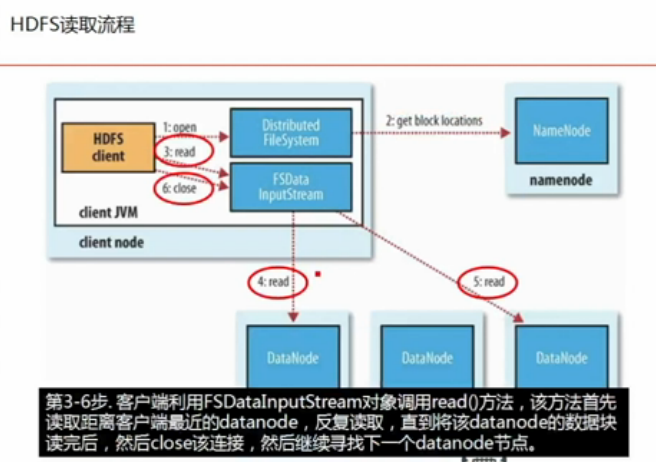 HDFS读取流程
1: open
3: read
6: close
HDFS
client
Distributed
FileSystem
FSData
InputStream
client JVM
client node
2: get block locations
NameNode
namenode
4: read
5: read
DataNode
DataNode
DataNode
第3-6步. 客户端利用FSDataInputStream对象调用read()方法，该方法首先
读取距离客户端最近的datanode，反复读取，直到将该datanode的数据块
读完后，然后close该连接，然后继续寻找下一个datanode节点。